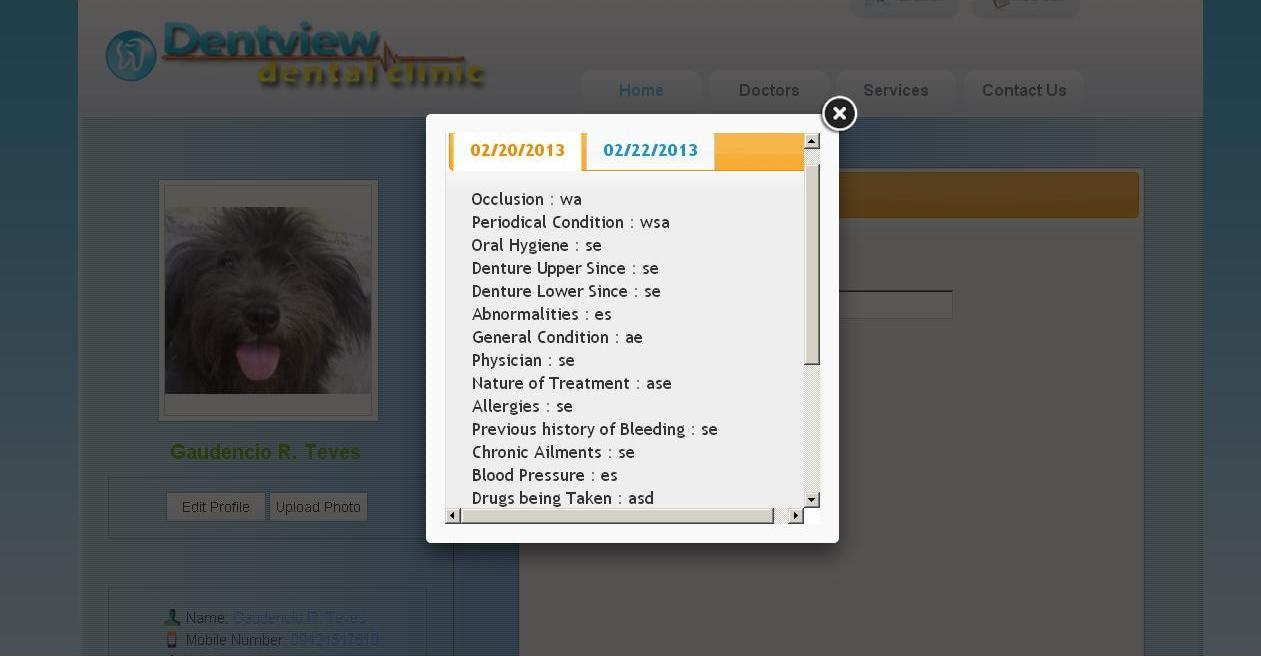 Dentview
dental clinic
Home Doctors Services Contact Us
02/20/2013 02/22/2013
Occlusion : wa
Periodical Condition : wsa
Oral Hygiene : se
Denture Upper Since : se
Denture Lower Since : se
Abnormalities : es
General Condition : ae
Physician : se
Nature of Treatment : ase
Allergies : se
Previous history of Bleeding : se
Chronic Ailments : se
Blood Pressure : es
Drugs being Taken : asd
Gaudencio R. Teves
Edit Profile Upload Photo
Name: Gaudencio R. Teves
Mobile Number: